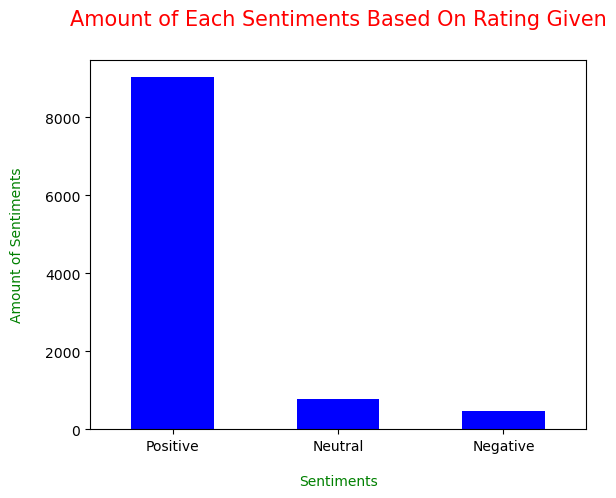 Amount of Each Sentiments Based On Rating Given
8000
6000
4000
2000
0
Amount of Sentiments
Positive
Neutral
Negative
Sentiments